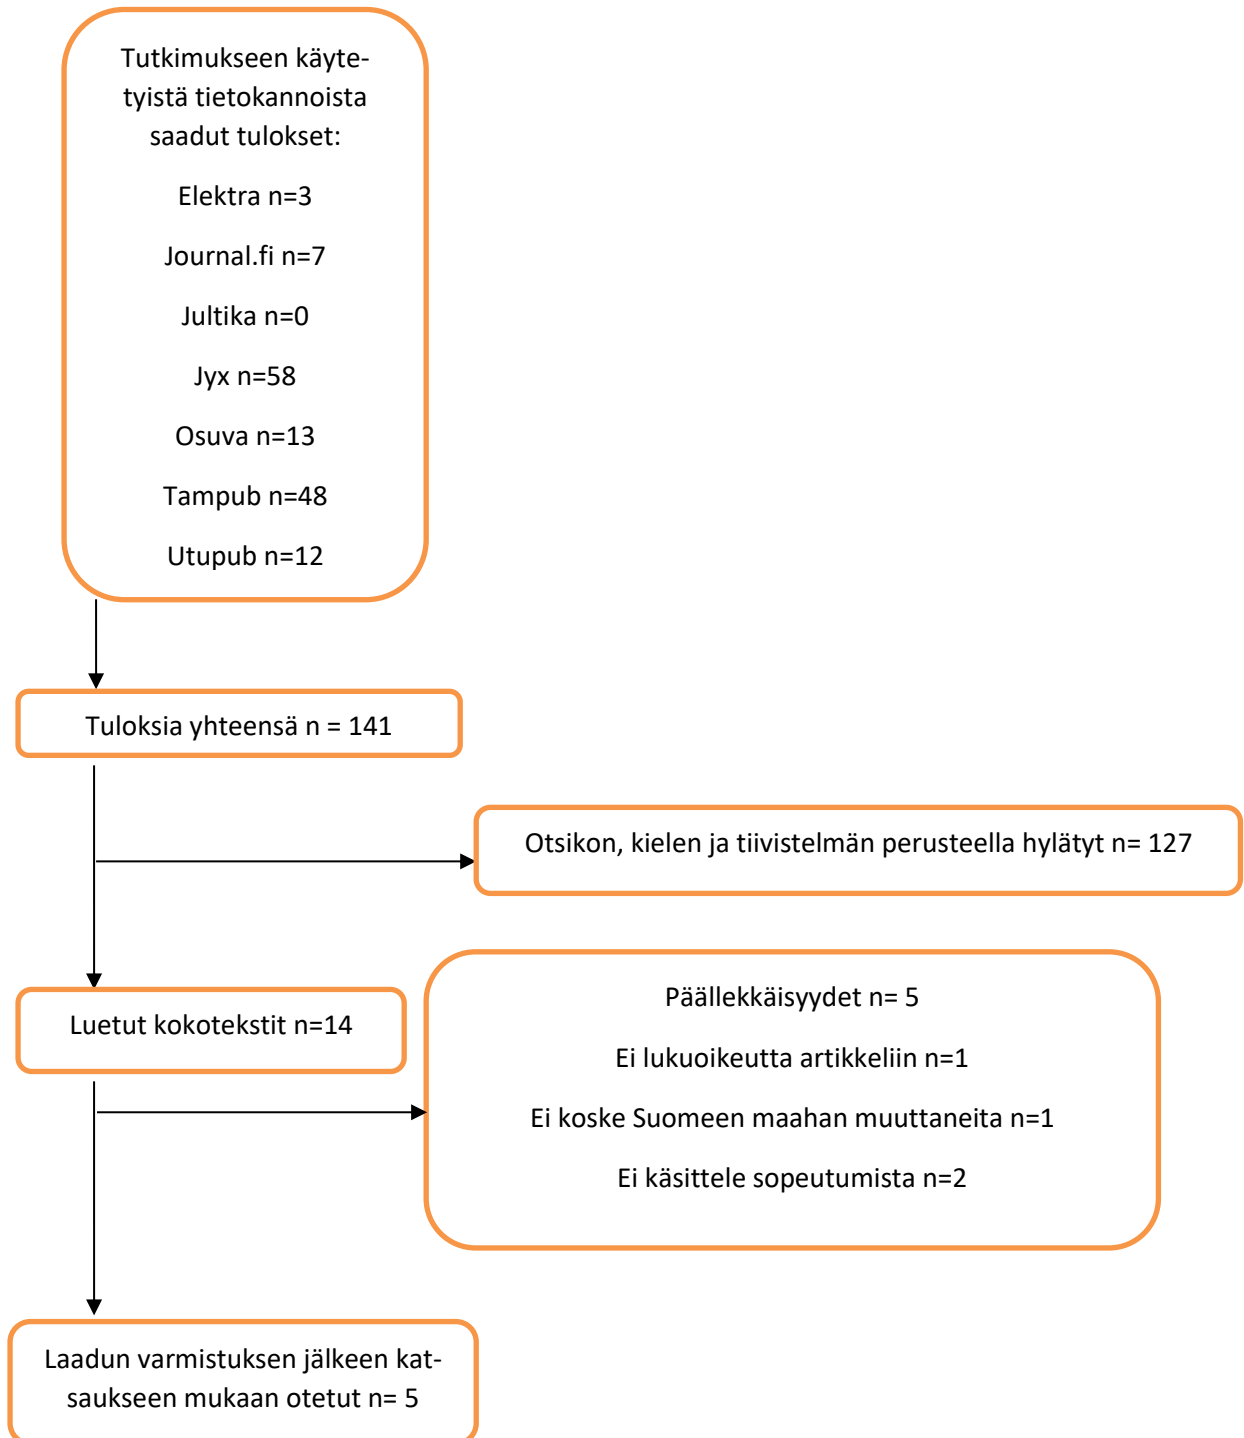 Tutkimukseen käyte-
tyistä tietokannoista
saadut tulokset:
Elektra n=3
Journal.fi n=7
Jultika n=0
Jyx n=58
Osuva n=13
Tampub n=48
Utupub n=12
Tuloksia yhteensä n = 141
Otsikon, kielen ja tiivistelmän perusteella hylätyt n= 127
Luetut kokotekstit n=14
Päällekkäisyydet n= 5
Ei lukuoikeutta artikkeliin n=1
Ei koske Suomeen maahan muuttaneita n=1
Ei käsittele sopeutumista n=2
Laadun varmistuksen jälkeen kat-
saukseen mukaan otetut n= 5